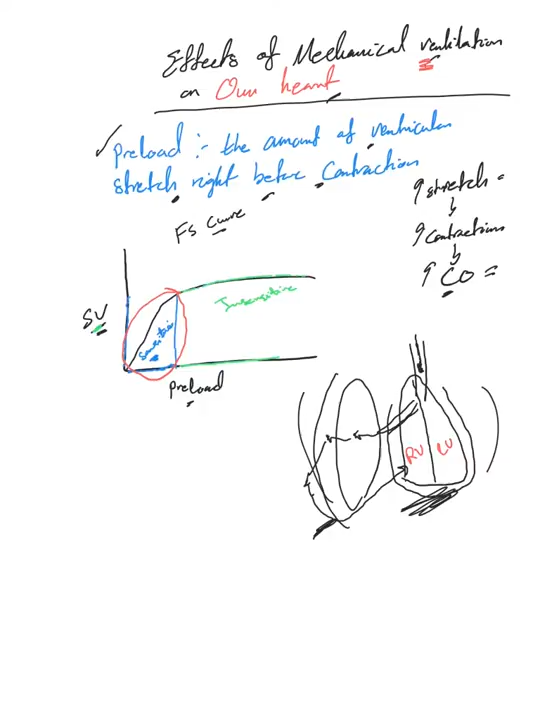 Effects of Mechanical ventilation
on Our heart
preload :- the amount of ventricular
stretch right before Contraction
FS Curve
↑ stretch =
↑ contractions
↑ CO =
SV
Sensitive
Insensitive
preload
RV LV